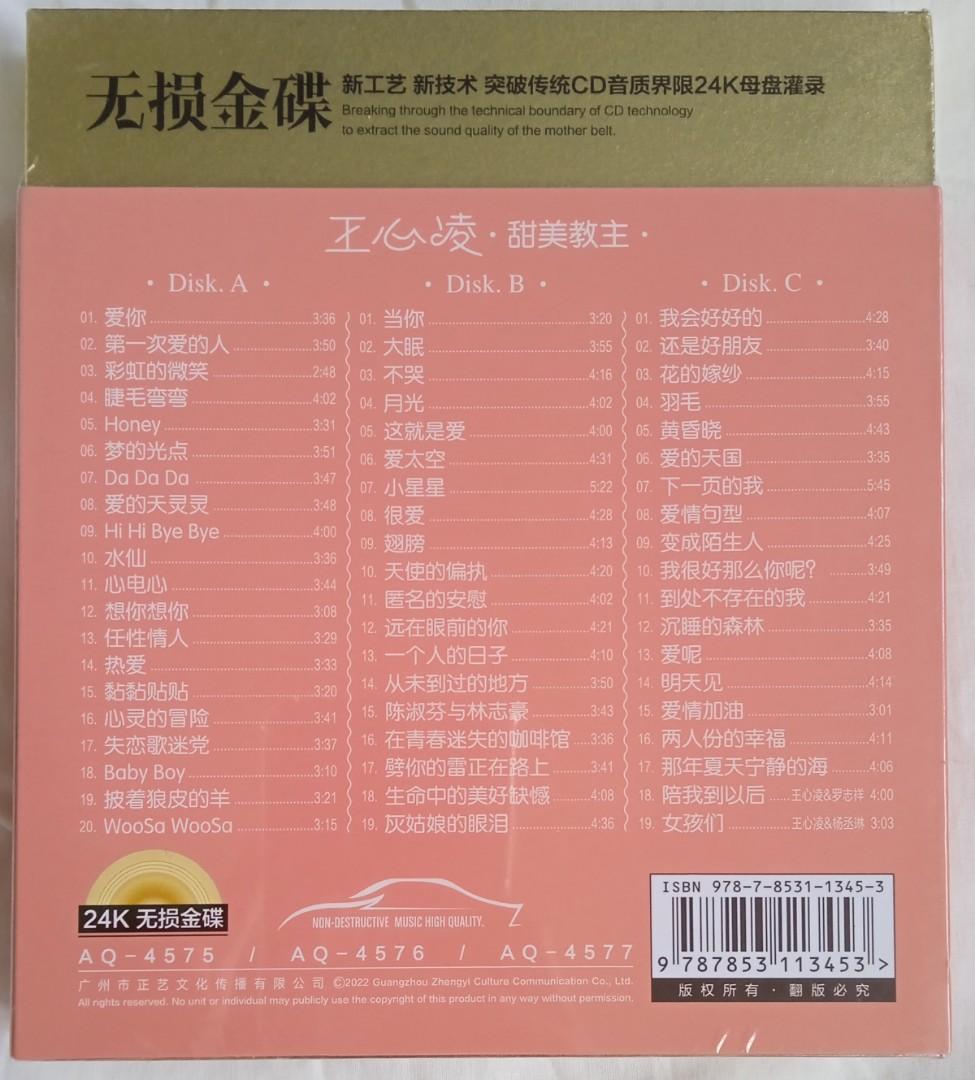 无损金碟
新工艺 新技术 突破传统CD音质界限24K母盘灌录
Breaking through the technical boundary of CD technology
to extract the sound quality of the mother belt.
王心凌·甜美教主·
· Disk. A ·
01. 爱你 3:36
02. 第一次爱的人 3:50
03. 彩虹的微笑 2:48
04. 睫毛弯弯 4:02
05. Honey 3:31
06. 梦的光点 3:51
07. Da Da Da 3:47
08. 爱的天灵灵 3:48
09. Hi Hi Bye Bye 4:00
10. 水仙 3:36
11. 心电心 3:44
12. 想你想你 3:08
13. 任性情人 3:29
14. 热爱 3:33
15. 黏黏贴贴 3:20
16. 心灵的冒险 3:41
17. 失恋歌迷党 3:37
18. Baby Boy 3:10
19. 披着狼皮的羊 3:21
20. WooSa WooSa 3:15
· Disk. B ·
01. 当你 3:20
02. 大眠 3:55
03. 不哭 4:16
04. 月光 4:02
05. 这就是爱 4:00
06. 爱太空 4:31
07. 小星星 5:22
08. 很爱 4:28
09. 翅膀 4:13
10. 天使的偏执 4:20
11. 匿名的安慰 4:02
12. 远在眼前的你 4:21
13. 一个人的日子 4:10
14. 从未到过的地方 3:50
15. 陈淑芬与林志豪 3:43
16. 在青春迷失的咖啡馆 3:36
17. 劈你的雷正在路上 3:41
18. 生命中的美好缺憾 4:08
19. 灰姑娘的眼泪 4:36
· Disk. C ·
01. 我会好好的 4:28
02. 还是好朋友 3:40
03. 花的嫁纱 4:15
04. 羽毛 3:55
05. 黄昏晓 4:43
06. 爱的天国 3:35
07. 下一页的我 5:45
08. 爱情句型 4:07
09. 变成陌生人 4:25
10. 我很好那么你呢？ 3:49
11. 到处不存在的我 4:21
12. 沉睡的森林 3:35
13. 爱呢 4:08
14. 明天见 4:14
15. 爱情加油 3:01
16. 两人份的幸福 4:11
17. 那年夏天宁静的海 4:06
18. 陪我到以后 王心凌&罗志祥 4:00
19. 女孩们 王心凌&杨丞琳 3:03
24K 无损金碟
NON-DESTRUCTIVE MUSIC HIGH QUALITY.
AQ-4575 / AQ-4576 / AQ-4577
广州市正艺文化传播有限公司 ©2022 Guangzhou Zhengyi Culture Communication Co., Ltd.
All rights reserved. No unit or individual may publicly use the copyright of this product in any way without permission.
ISBN 978-7-8531-1345-3
9 787853 113453 >
版权所有·翻版必究